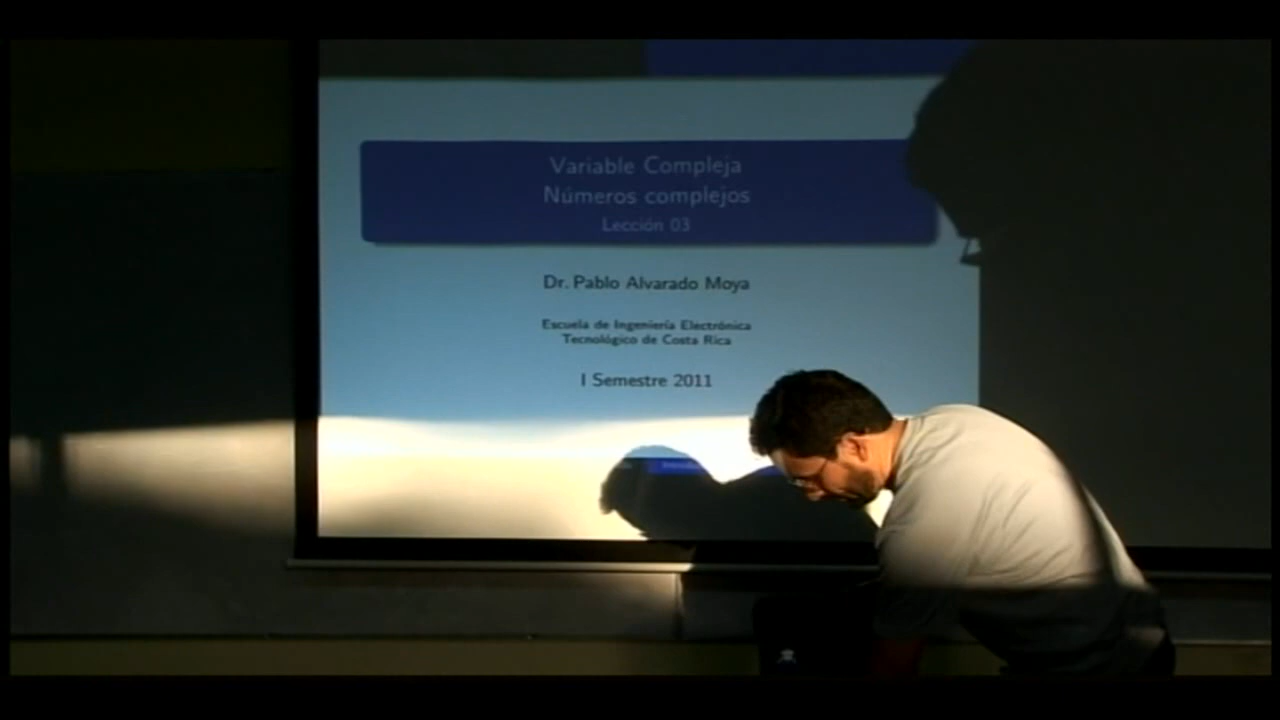 Variable Compleja
Números complejos
Lección 03
Dr. Pablo Alvarado Moya
Escuela de Ingeniería Electrónica
Tecnológico de Costa Rica
I Semestre 2011